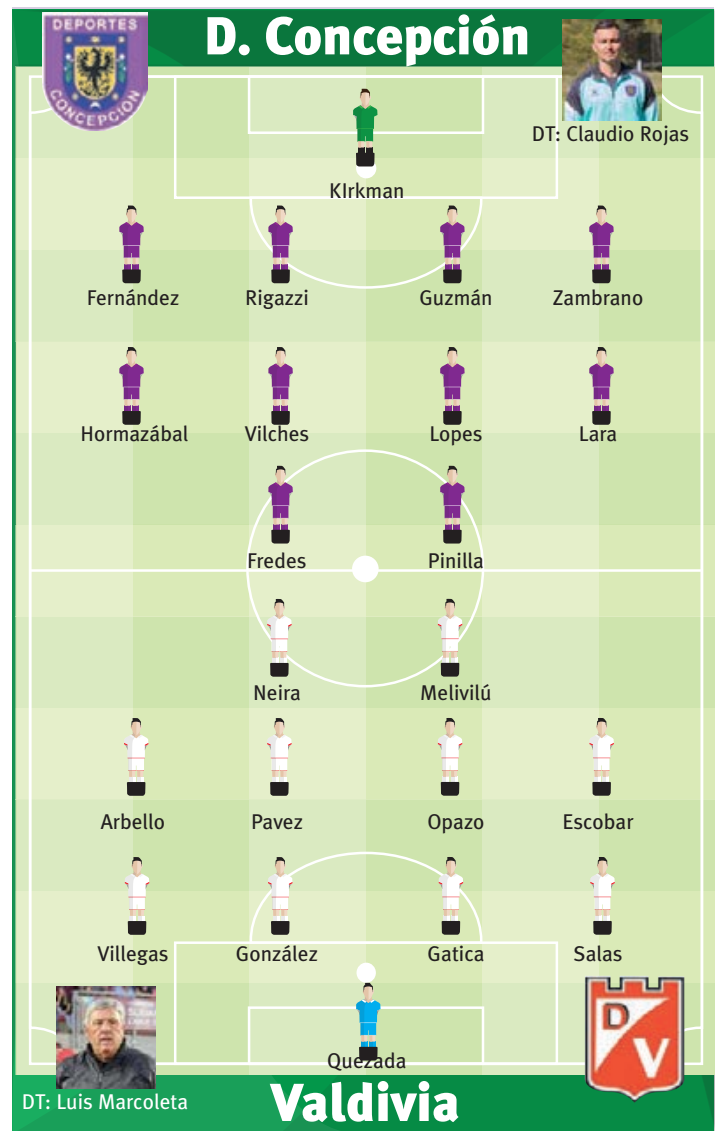 DEPORTES
CONCEPCION
D. Concepción
DT: Claudio Rojas
KIrkman
Fernández Rigazzi Guzmán Zambrano
Hormazábal Vilches Lopes Lara
Fredes Pinilla
Neira Melivilú
Arbello Pavez Opazo Escobar
Villegas González Gatica Salas
Quezada
D V
DT: Luis Marcoleta
Valdivia